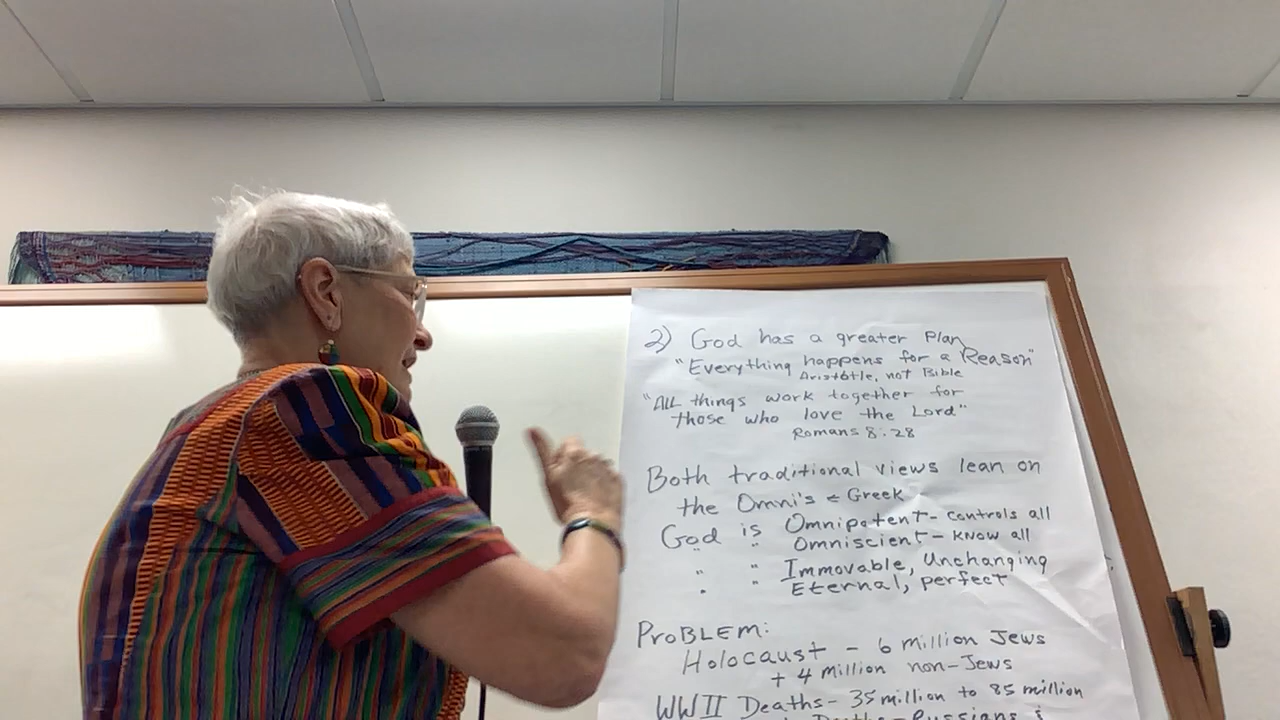 2) God has a greater Plan
"Everything happens for a Reason"
Aristotle, not Bible
"ALL things work together for
those who love the Lord"
Romans 8:28
Both traditional views lean on
the Omni's Greek
God is Omnipotent - controls all
" " Omniscient - know all
" " Immovable, Unchanging
" " Eternal, perfect
PROBLEM:
Holocaust - 6 million Jews
+ 4 million non-Jews
WWII Deaths - 35 million to 85 million
Deaths - Russians